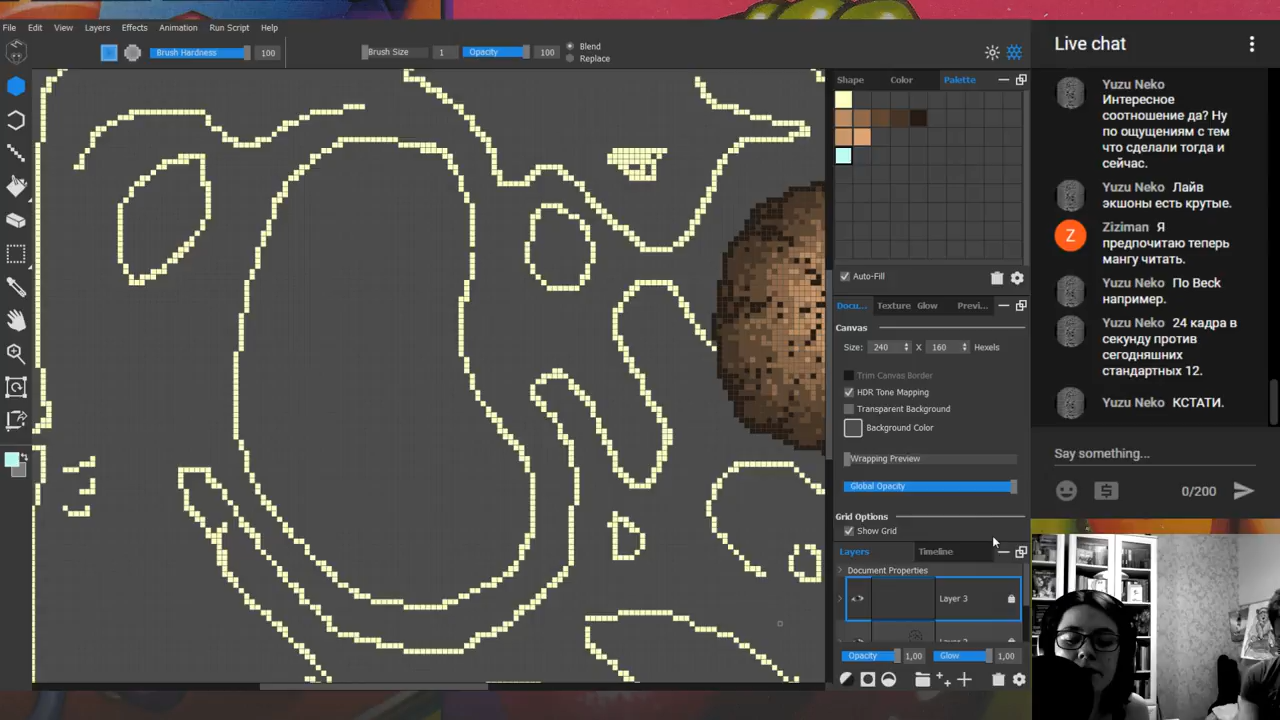 File Edit View Layers Effects Animation Run Script Help
Brush Hardness 100 Brush Size 1 Opacity 100 Blend
Replace
Shape Color Palette
Auto-Fill
Docu... Texture Glow Previ...
Canvas
Size: 240 X 160 Hexels
Trim Canvas Border
HDR Tone Mapping
Transparent Background
Background Color
Wrapping Preview
Global Opacity
Grid Options
Show Grid
Layers Timeline
Document Properties
Layer 3
Opacity 1,00 Glow 1,00
Live chat
Yuzu Neko
Интересное
соотношение да? Ну
по ощущениям с тем
что сделали тогда и
сейчас.
Yuzu Neko Лайв
экшоны есть крутые.
Z
Ziziman Я
предпочитаю теперь
мангу читать.
Yuzu Neko По Веск
например.
Yuzu Neko 24 кадра в
секунду против
сегодняшних
стандартных 12.
Yuzu Neko КСТАТИ.
Say something...
0/200